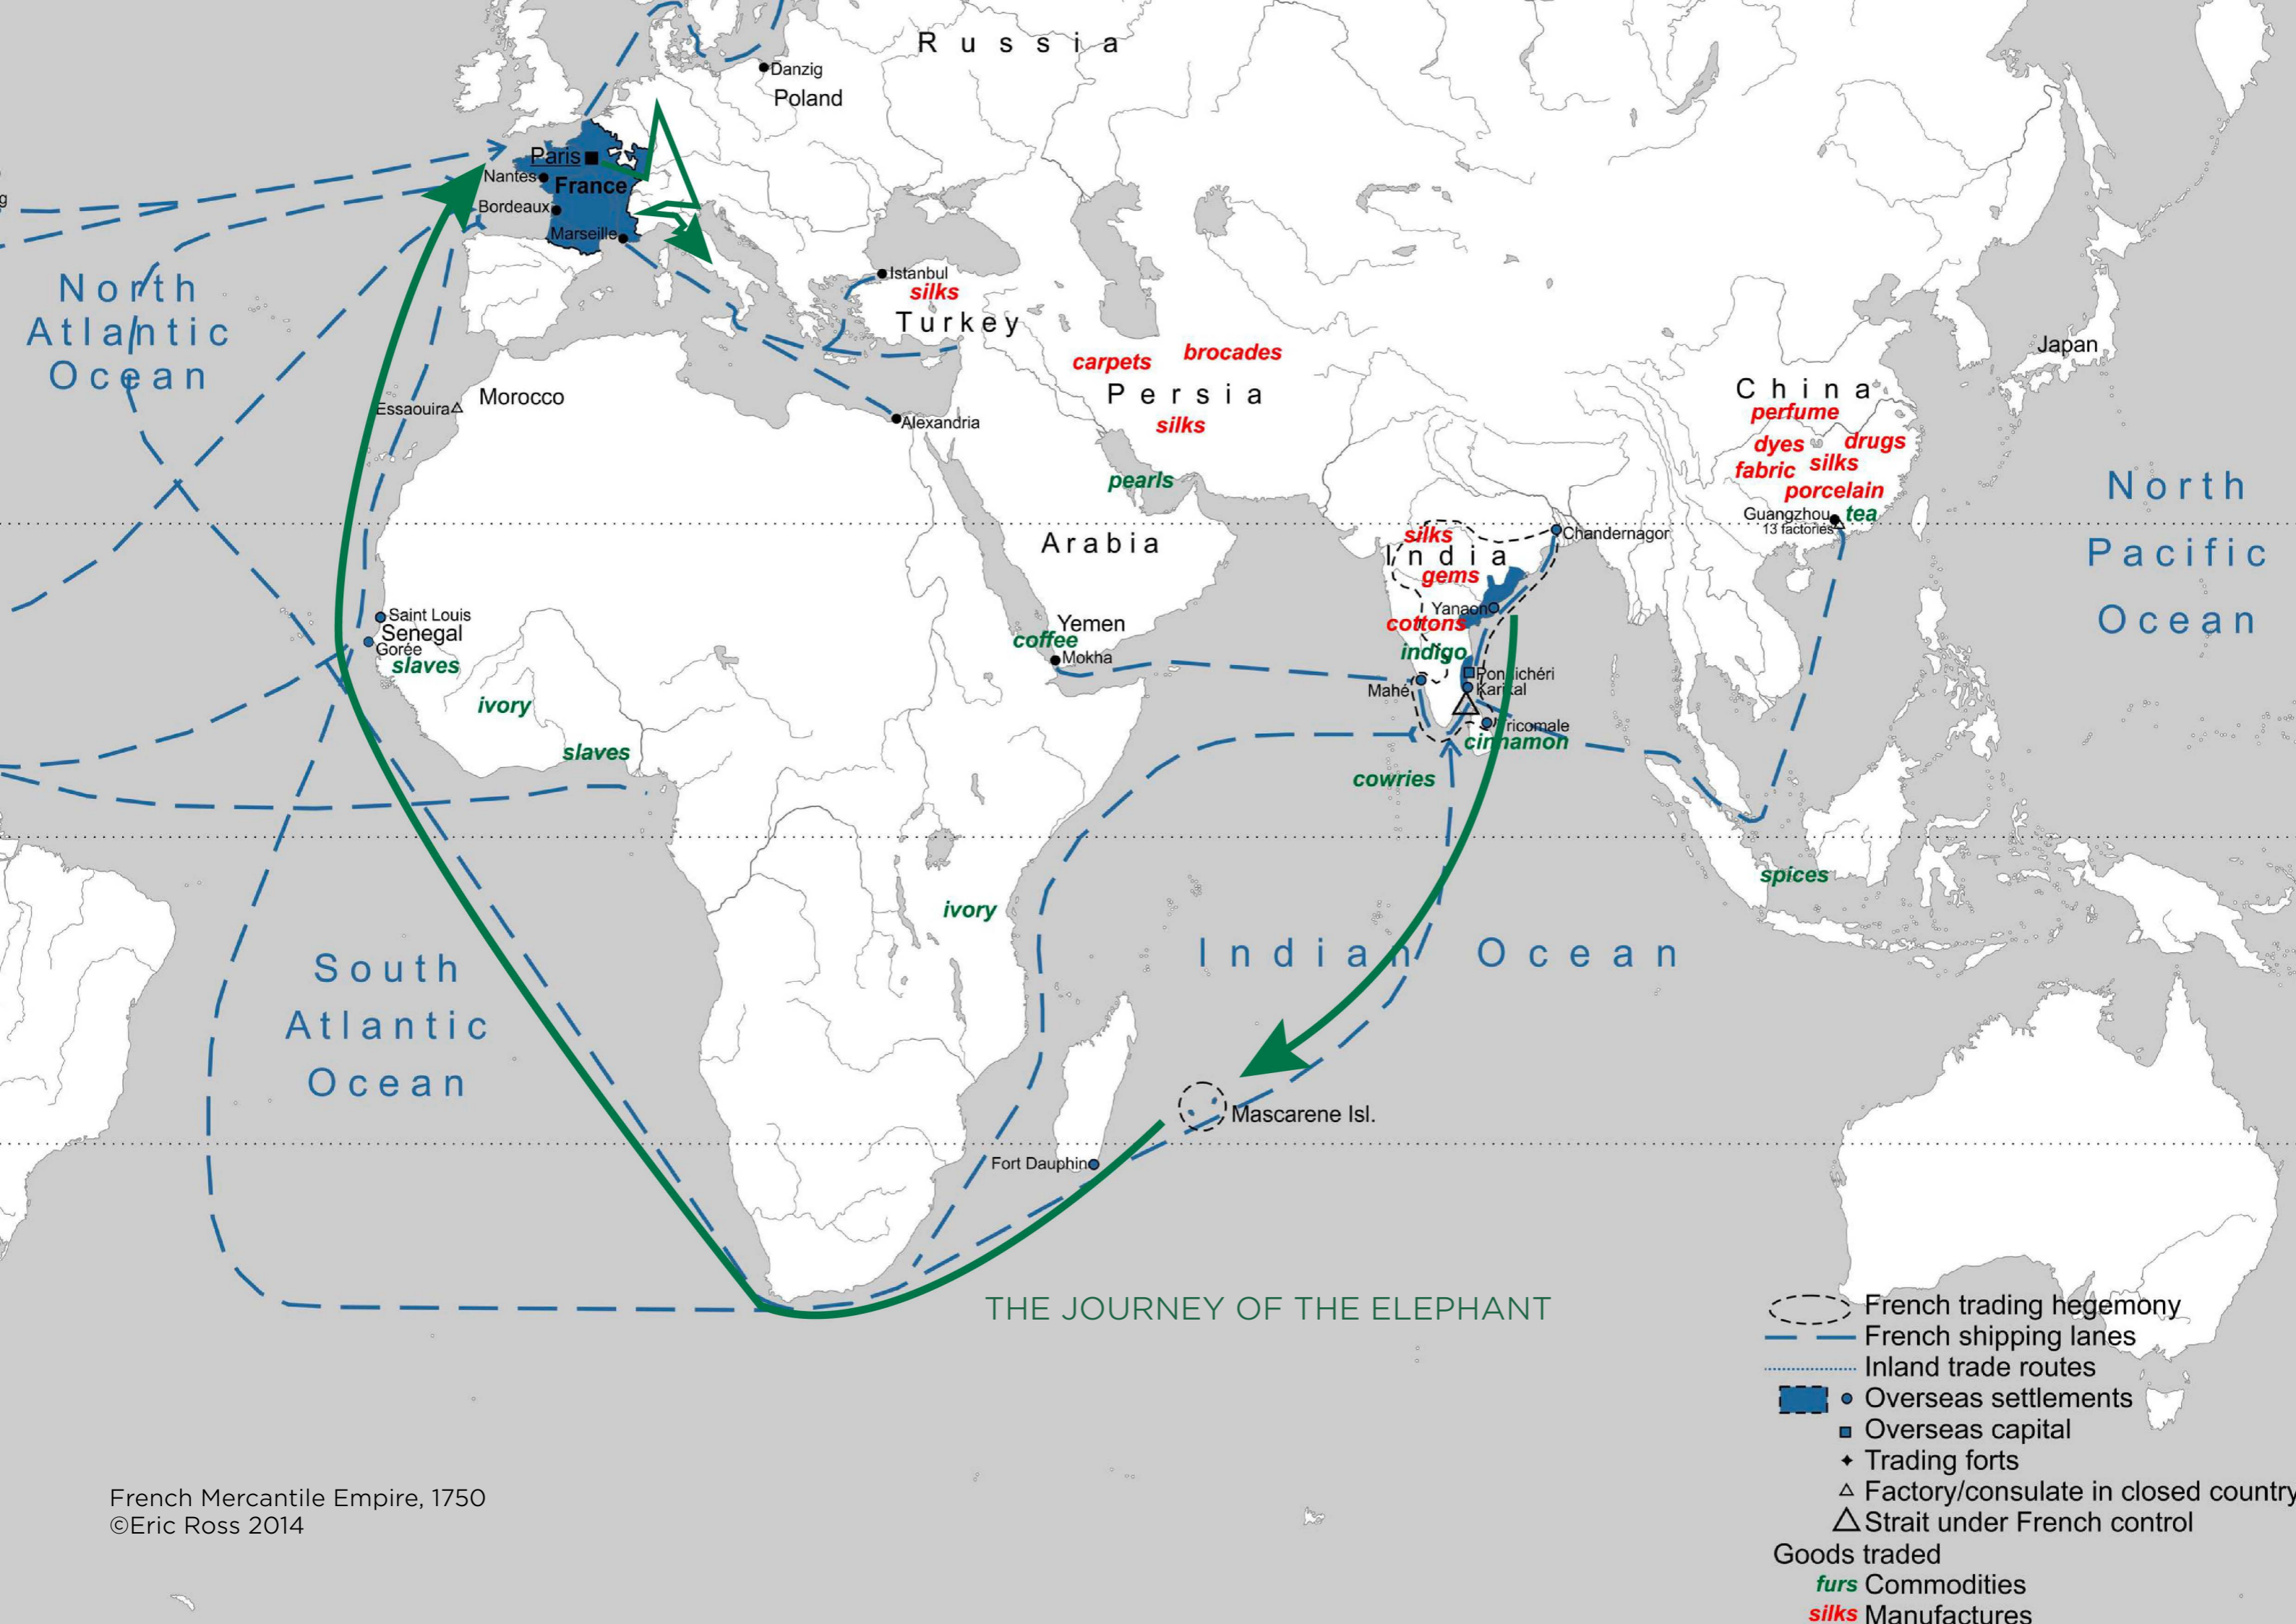 Russia
Danzig
Poland
g
Paris
Nantes
France
Bordeaux
Marseille
North
Atlantic
Ocean
Istanbul
silks
Turkey
carpets
brocades
Persia
silks
Japan
China
perfume
dyes
drugs
fabric
silks
porcelain
Guangzhou
tea
13 factories
Essaouira
Morocco
Alexandria
pearls
North
Pacific
Ocean
Arabia
silks
India
gems
Chandernagor
Yanaon
cottons
indigo
Pondichéri
Mahé
Karikal
Tricomale
cinnamon
cowries
Yemen
coffee
Mokha
Saint Louis
Senegal
Gorée
slaves
ivory
slaves
ivory
spices
Indian Ocean
South
Atlantic
Ocean
Mascarene Isl.
Fort Dauphin
THE JOURNEY OF THE ELEPHANT
French trading hegemony
French shipping lanes
Inland trade routes
Overseas settlements
Overseas capital
Trading forts
Factory/consulate in closed country
Strait under French control
Goods traded
furs Commodities
silks Manufactures
French Mercantile Empire, 1750
©Eric Ross 2014